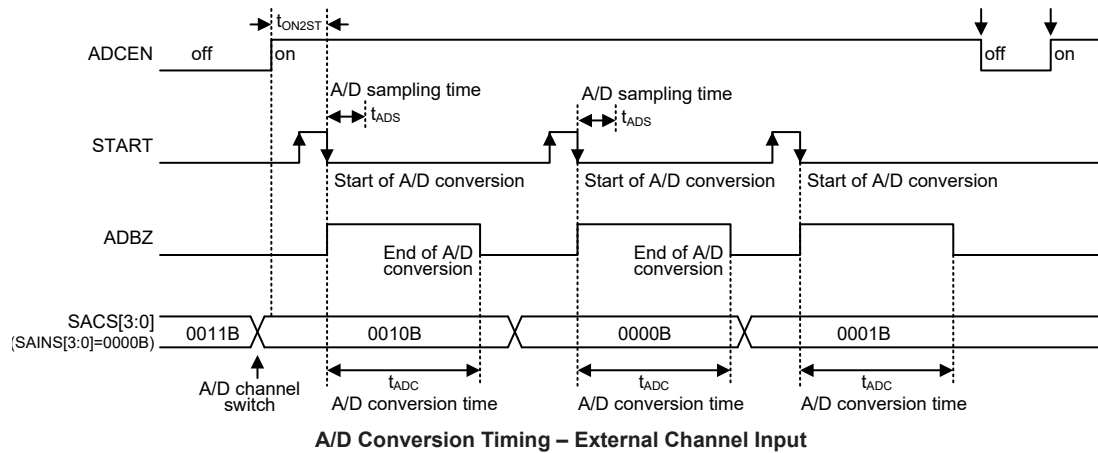 tON2ST
ADCEN
off
on
off
on
A/D sampling time
tADS
A/D sampling time
tADS
START
Start of A/D conversion
Start of A/D conversion
Start of A/D conversion
ADBZ
End of A/D
conversion
End of A/D
conversion
SACS[3:0]
(SAINS[3:0]=0000B)
0011B
0010B
0000B
0001B
A/D channel
switch
tADC
A/D conversion time
tADC
A/D conversion time
tADC
A/D conversion time
A/D Conversion Timing – External Channel Input